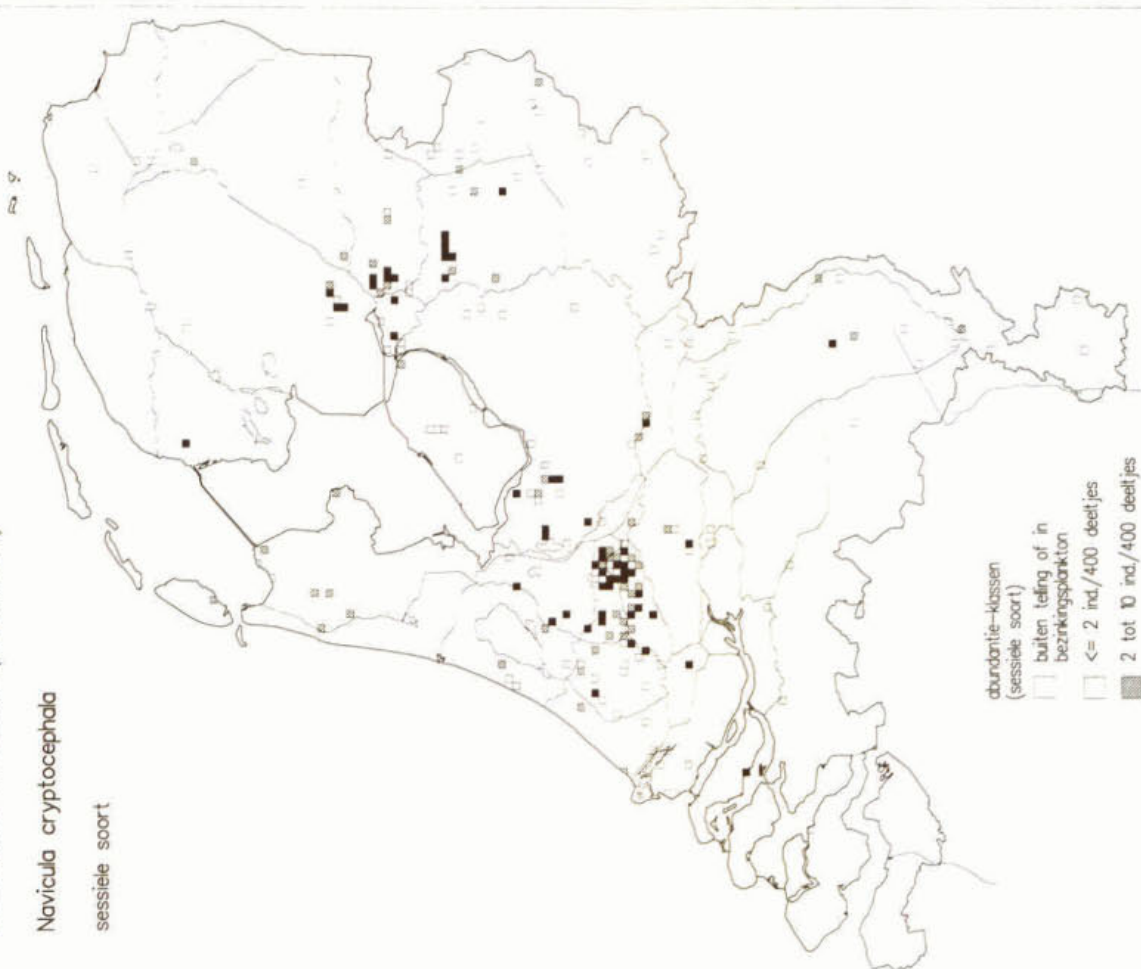 Navicula cryptocephala
sessiele soort
abundantie-klassen
(sessiele soort)
buiten telling of in
bezinkingsplankton
<= 2 ind./400 deeltjes
2 tot 10 ind./400 deeltjes